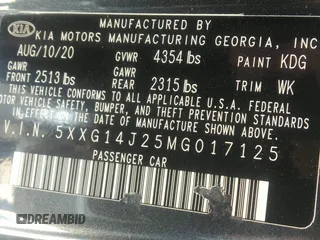 KIA
MANUFACTURED BY
KIA MOTORS MANUFACTURING GEORGIA, INC
AUG/10/20 GVWR 4354 lbs PAINT KDG
GAWR FRONT 2513 lbs GAWR REAR 2315 lbs TRIM WK
THIS VEHICLE CONFORMS TO ALL APPLICABLE U.S. FEDERAL MOTOR VEHICLE SAFETY, BUMPER, AND THEFT PREVENTION STANDARDS IN EFFECT ON THE DATE OF MANUFACTURE SHOWN ABOVE.
V.I.N. 5XXG14J25MG017125
PASSENGER CAR
DREAMBID